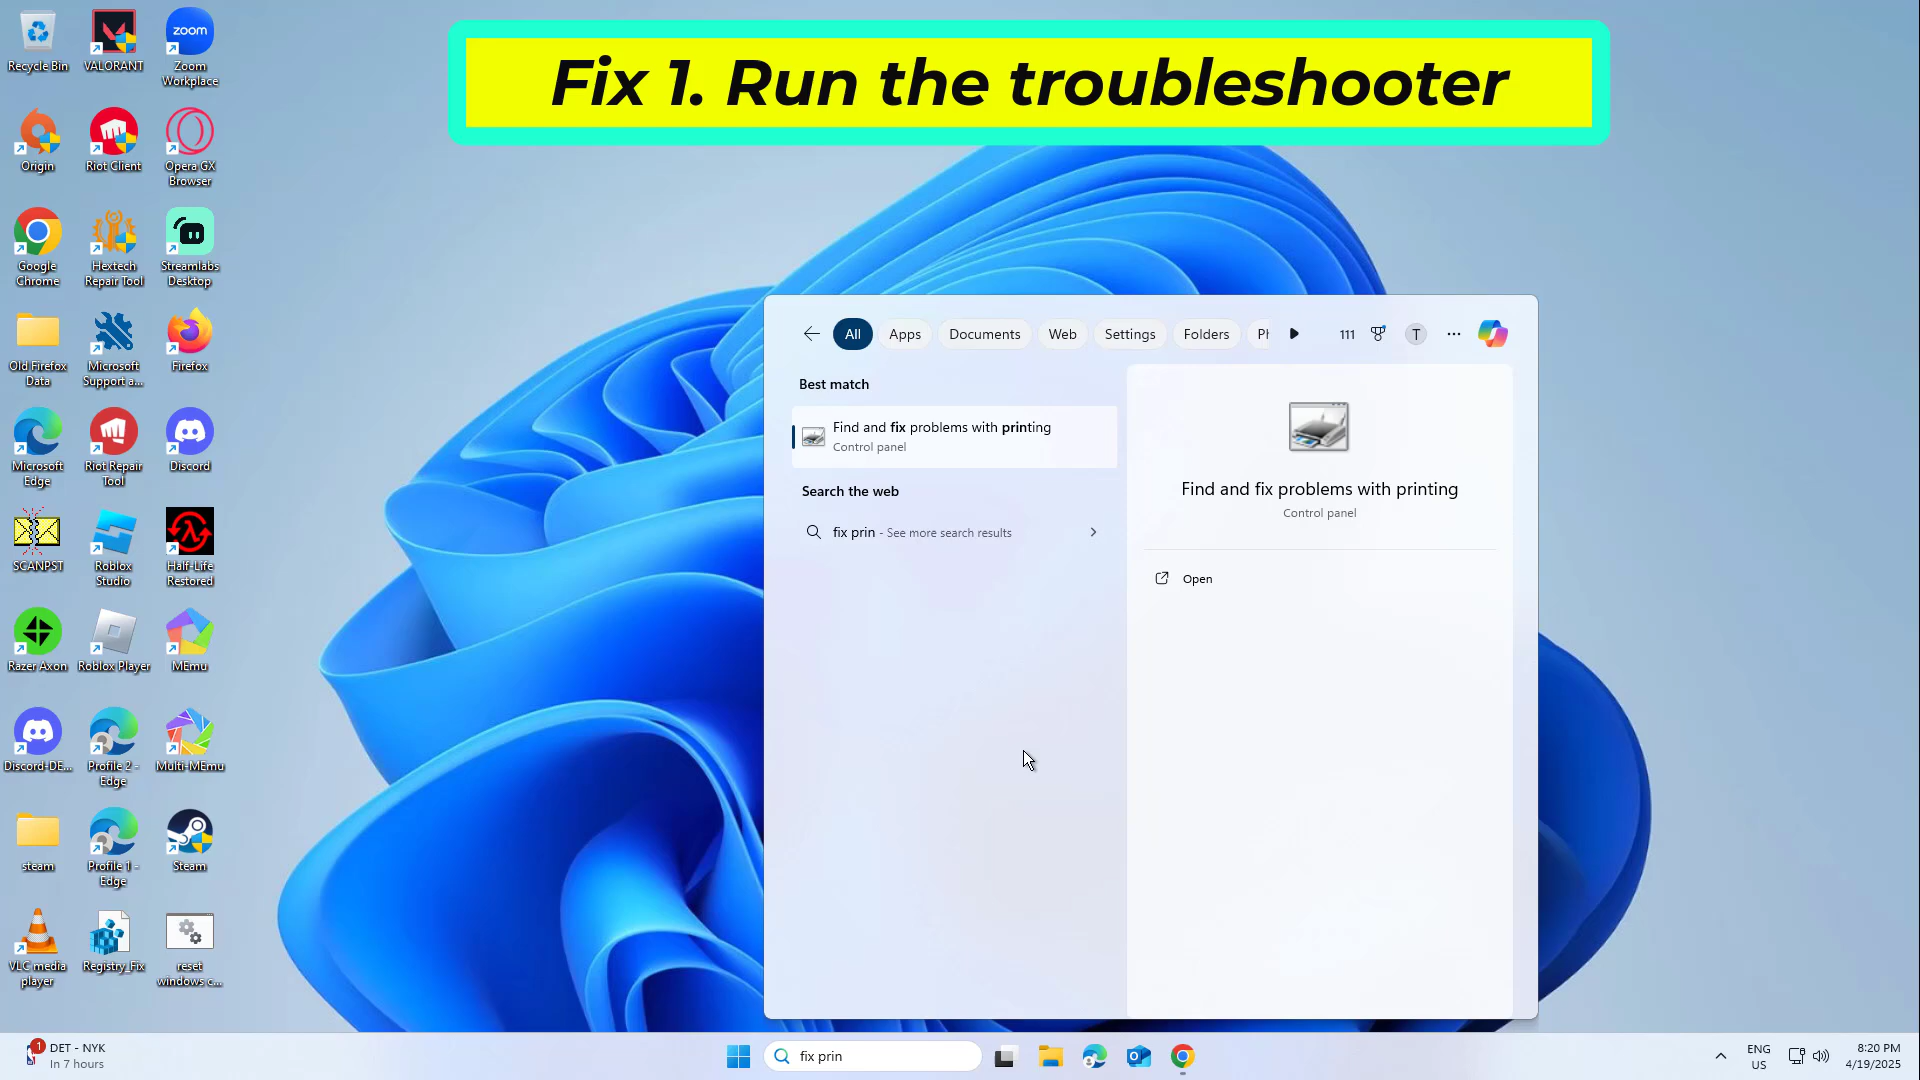 Fix 1. Run the troubleshooter
Recycle Bin
VALORANT
Zoom
Workplace
zoom
Origin
Riot Client
Opera GX
Browser
Google
Chrome
Hextech
Repair Tool
Streamlabs
Desktop
Old Firefox
Data
Microsoft
Support a...
Firefox
Microsoft
Edge
Riot Repair
Tool
Discord
SCANPST
Roblox
Studio
Half-Life
Restored
Razer Axon
Roblox Player
MEmu
Discord-DE...
Profile 2 -
Edge
Multi-MEmu
steam
Profile 1 -
Edge
Steam
VLC media
player
Registry_Fix
reset
windows c...
All
Apps
Documents
Web
Settings
Folders
Ph
111
T
Best match
Find and fix problems with printing
Control panel
Search the web
fix prin - See more search results
Find and fix problems with printing
Control panel
Open
1
DET - NYK
In 7 hours
fix prin
ENG
US
8:20 PM
4/19/2025